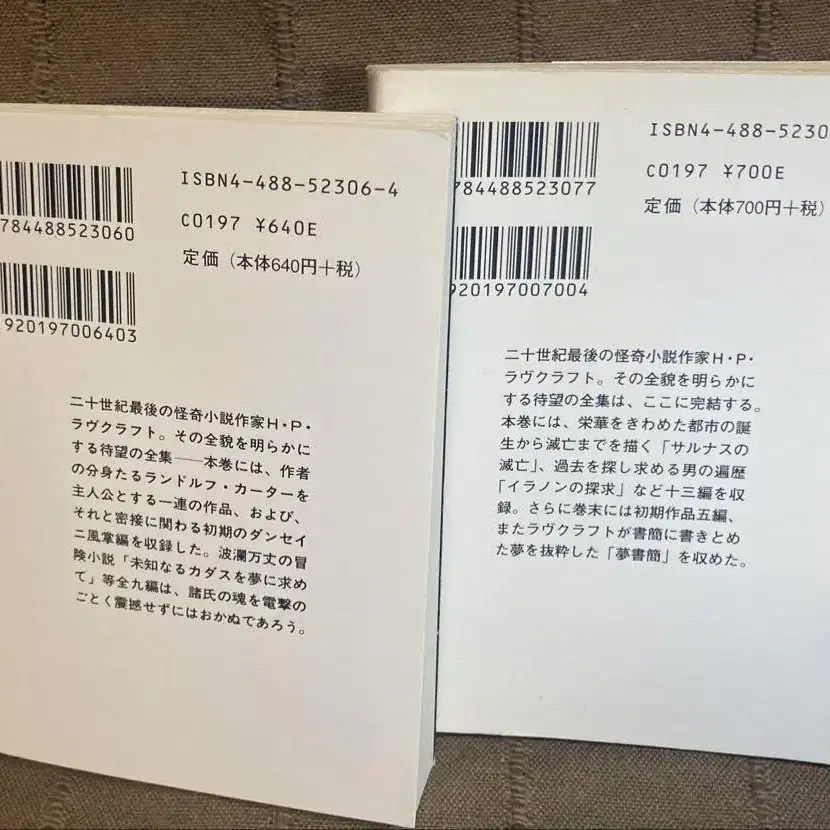 ISBN4-488-52306-4
C0197 ¥640E
定価（本体640円＋税）
784488523060
920197006403
二十世紀最後の怪奇小説作家H・P・
ラヴクラフト。その全貌を明らかに
する待望の全集――本巻には、作者
の分身たるランドルフ・カーターを
主人公とする一連の作品、および、
それと密接に関わる初期のダンセイ
ニ風掌編を収録した。波瀾万丈の冒
険小説「未知なるカダスを夢に求め
て」等全九編は、諸氏の魂を電撃の
ごとく震撼せずにはおかぬであろう。
ISBN4-488-5230
C0197 ¥700E
定価（本体700円＋税）
784488523077
920197007004
二十世紀最後の怪奇小説作家H・P・
ラヴクラフト。その全貌を明らかに
する待望の全集は、ここに完結する。
本巻には、栄華をきわめた都市の誕
生から滅亡までを描く「サルナスの
滅亡」、過去を探し求める男の遍歴
「イラノンの探求」など十三編を収
録。さらに巻末には初期作品五編、
またラヴクラフトが書簡に書きとめ
た夢を抜粋した「夢書簡」を収めた。